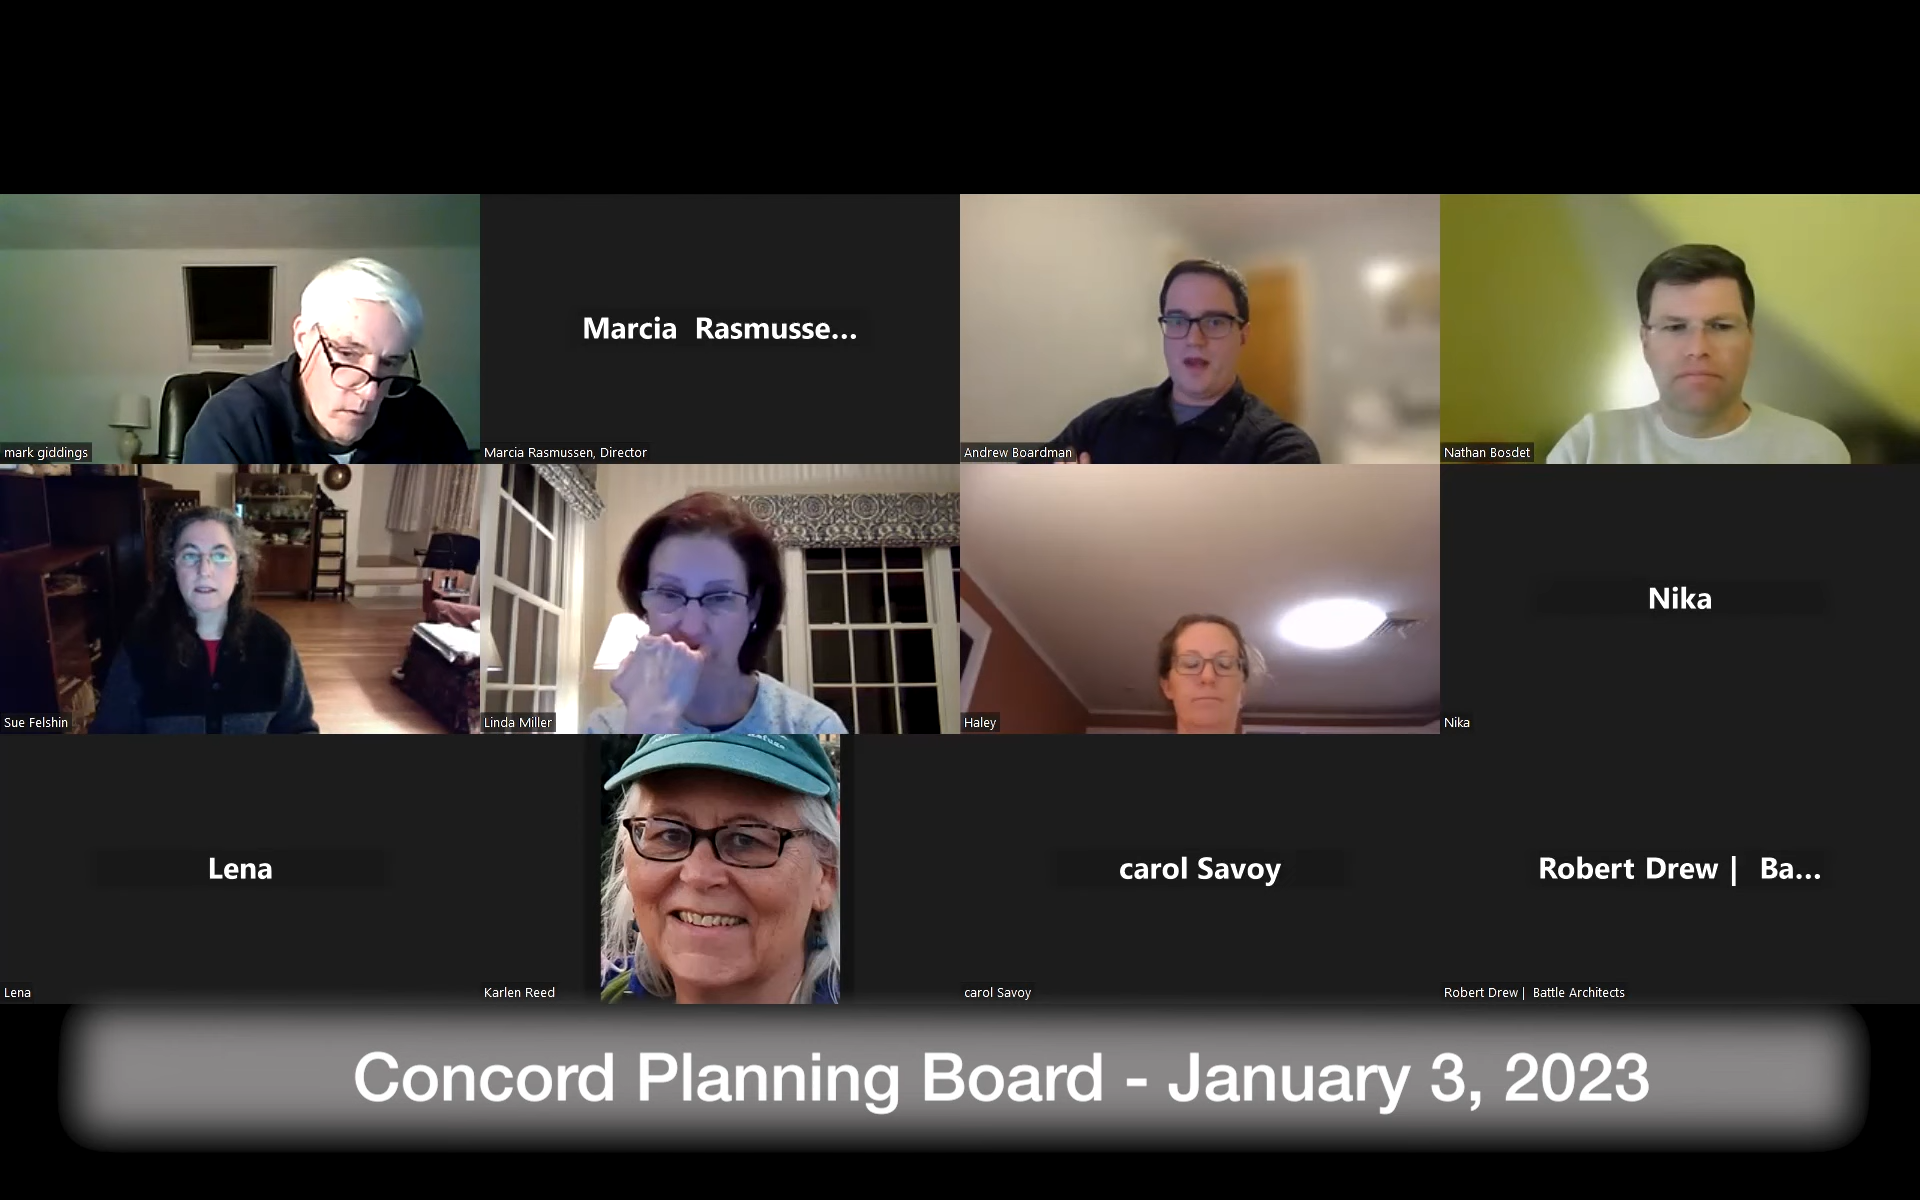 Marcia Rasmusse...
mark giddings
Marcia Rasmussen, Director
Andrew Boardman
Nathan Bosdet
Nika
Sue Felshin
Linda Miller
Haley
Nika
Lena
carol Savoy
Robert Drew | Ba...
Lena
Karlen Reed
carol Savoy
Robert Drew | Battle Architects
Concord Planning Board - January 3, 2023